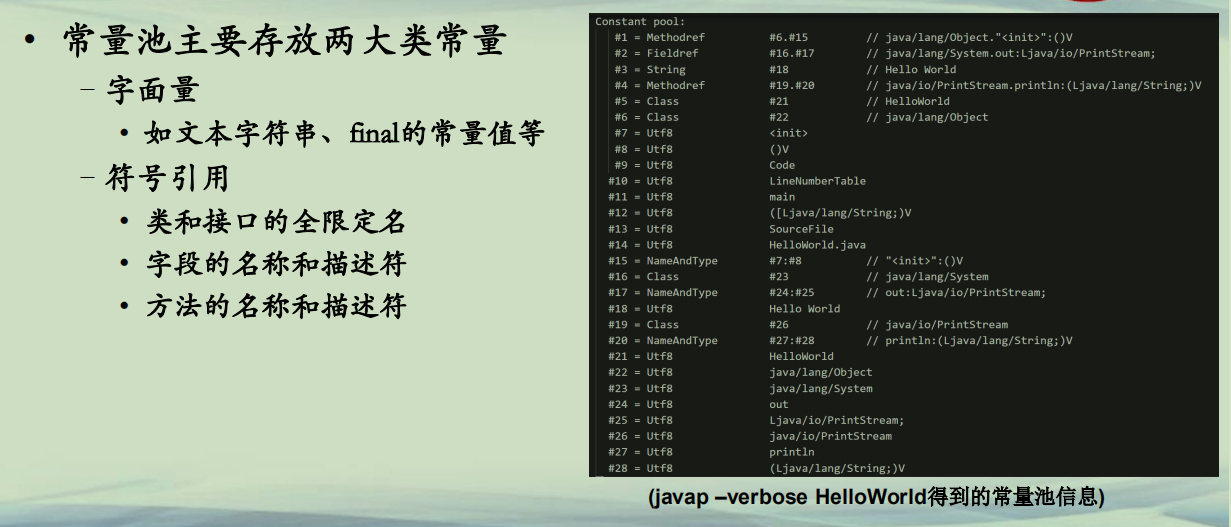 • 常量池主要存放两大类常量
– 字面量
• 如文本字符串、final的常量值等
– 符号引用
• 类和接口的全限定名
• 字段的名称和描述符
• 方法的名称和描述符
Constant pool:
#1 = Methodref #6.#15 // java/lang/Object."<init>":()V
#2 = Fieldref #16.#17 // java/lang/System.out:Ljava/io/PrintStream;
#3 = String #18 // Hello World
#4 = Methodref #19.#20 // java/io/PrintStream.println:(Ljava/lang/String;)V
#5 = Class #21 // HelloWorld
#6 = Class #22 // java/lang/Object
#7 = Utf8 <init>
#8 = Utf8 ()V
#9 = Utf8 Code
#10 = Utf8 LineNumberTable
#11 = Utf8 main
#12 = Utf8 ([Ljava/lang/String;)V
#13 = Utf8 SourceFile
#14 = Utf8 HelloWorld.java
#15 = NameAndType #7:#8 // "<init>":()V
#16 = Class #23 // java/lang/System
#17 = NameAndType #24:#25 // out:Ljava/io/PrintStream;
#18 = Utf8 Hello World
#19 = Class #26 // java/io/PrintStream
#20 = NameAndType #27:#28 // println:(Ljava/lang/String;)V
#21 = Utf8 HelloWorld
#22 = Utf8 java/lang/Object
#23 = Utf8 java/lang/System
#24 = Utf8 out
#25 = Utf8 Ljava/io/PrintStream;
#26 = Utf8 java/io/PrintStream
#27 = Utf8 println
#28 = Utf8 (Ljava/lang/String;)V
(javap –verbose HelloWorld得到的常量池信息)